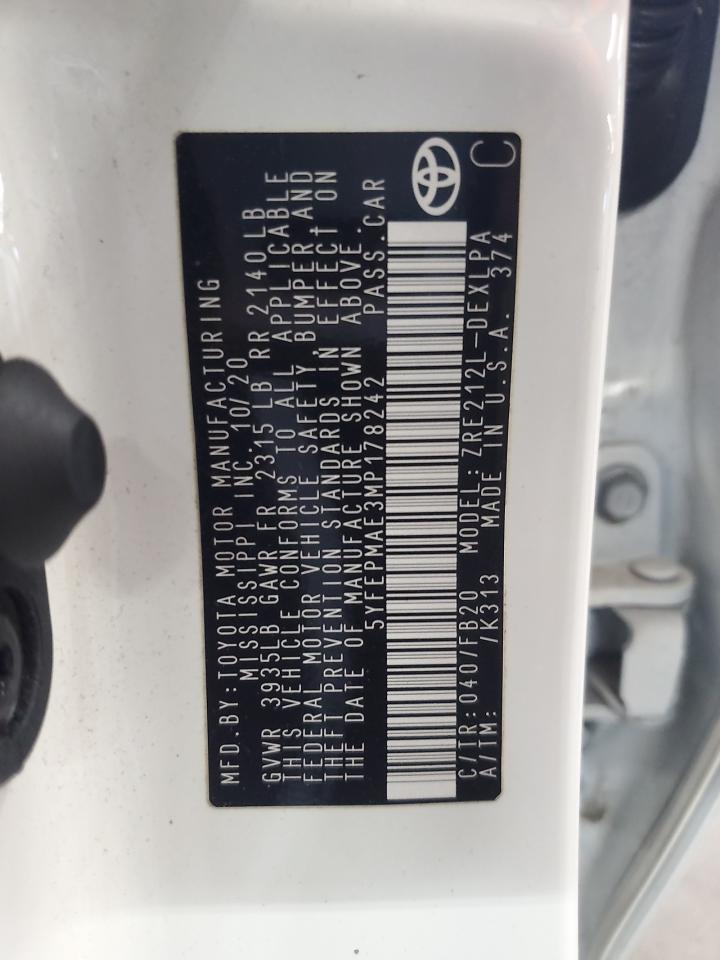 MFD.BY:TOYOTA MOTOR MANUFACTURING
MISSISSIPPI INC. 10/20
GVWR 3935LB GAWR FR 2315 LB RR 2140 LB
THIS VEHICLE CONFORMS TO ALL APPLICABLE
FEDERAL MOTOR VEHICLE SAFETY, BUMPER, AND
THEFT PREVENTION STANDARDS IN EFFECT ON
THE DATE OF MANUFACTURE SHOWN ABOVE.
5YFEPMAE3MP178242 PASS.CAR
C/TR:040/FB20 MODEL:ZRE212L-DEXLPA
A/TM: /K313 MADE IN U.S.A. 374
C